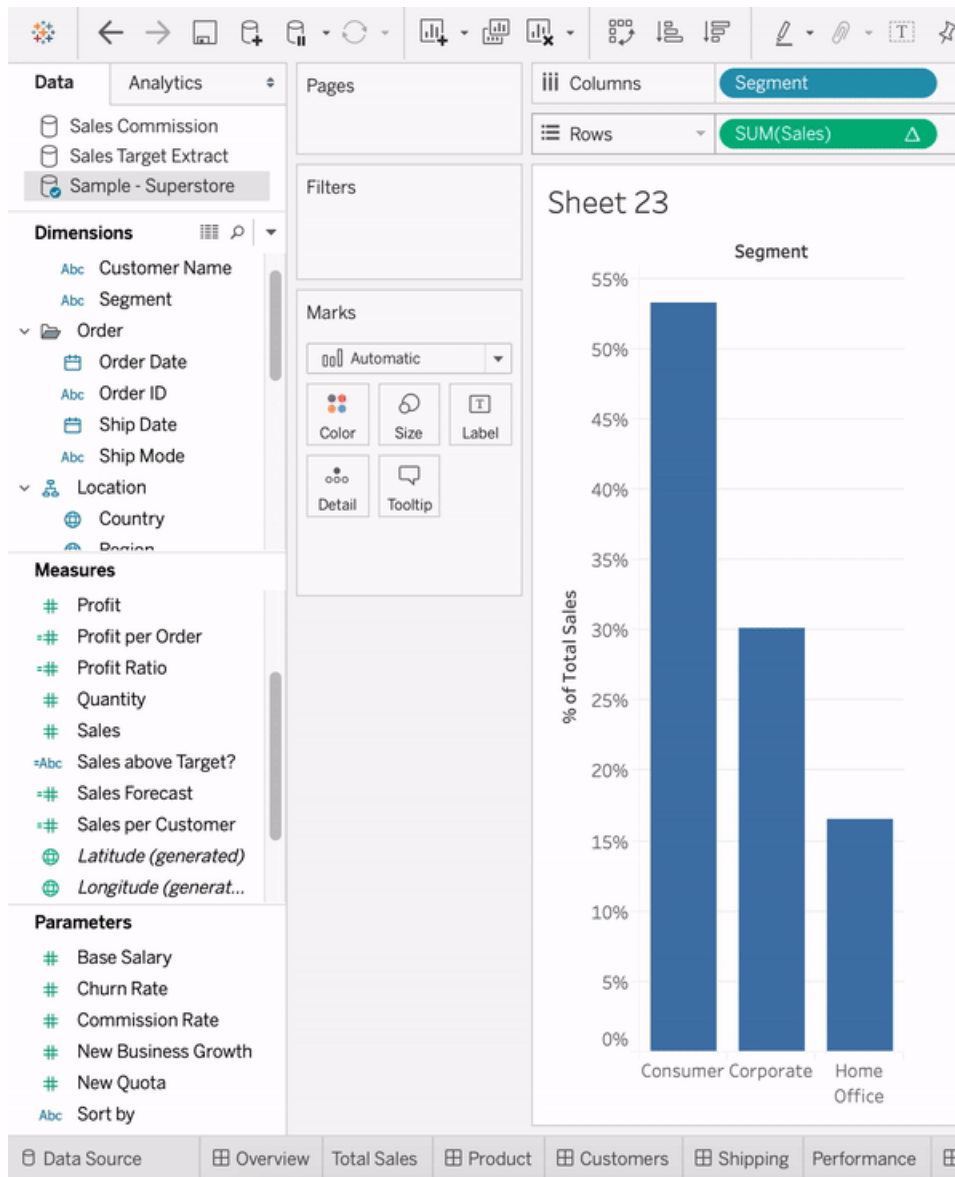 Data
Analytics
Sales Commission
Sales Target Extract
Sample - Superstore
Dimensions
Abc Customer Name
Abc Segment
Order
Order Date
Abc Order ID
Ship Date
Abc Ship Mode
Location
Country
Region
Measures
# Profit
=# Profit per Order
=# Profit Ratio
# Quantity
# Sales
=Abc Sales above Target?
=# Sales Forecast
=# Sales per Customer
Latitude (generated)
Longitude (generat...
Parameters
# Base Salary
# Churn Rate
# Commission Rate
# New Business Growth
# New Quota
Abc Sort by
Pages
Filters
Marks
Automatic
Color
Size
T
Label
Detail
Tooltip
T
Columns
Segment
Rows
SUM(Sales) Δ
Sheet 23
Segment
% of Total Sales
55%
50%
45%
40%
35%
30%
25%
20%
15%
10%
5%
0%
Consumer
Corporate
Home
Office
Data Source
Overview
Total Sales
Product
Customers
Shipping
Performance